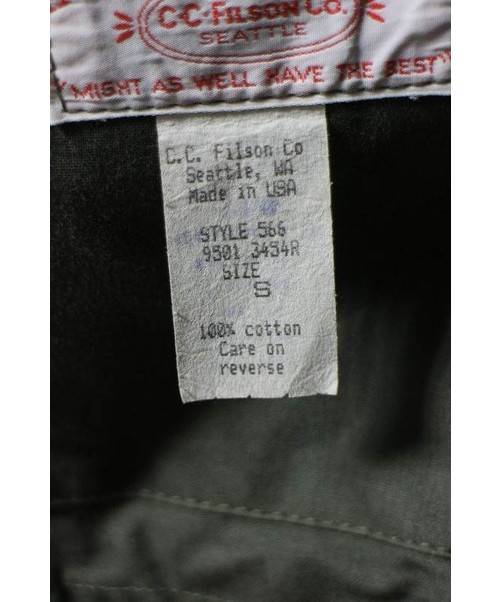 C·C·FILSON CO.
SEATTLE
"MIGHT AS WELL HAVE THE BEST"
C.C. Filson Co
Seattle, WA
Made in USA
STYLE 566
9501 3454R
SIZE
S
100% cotton
Care on
reverse